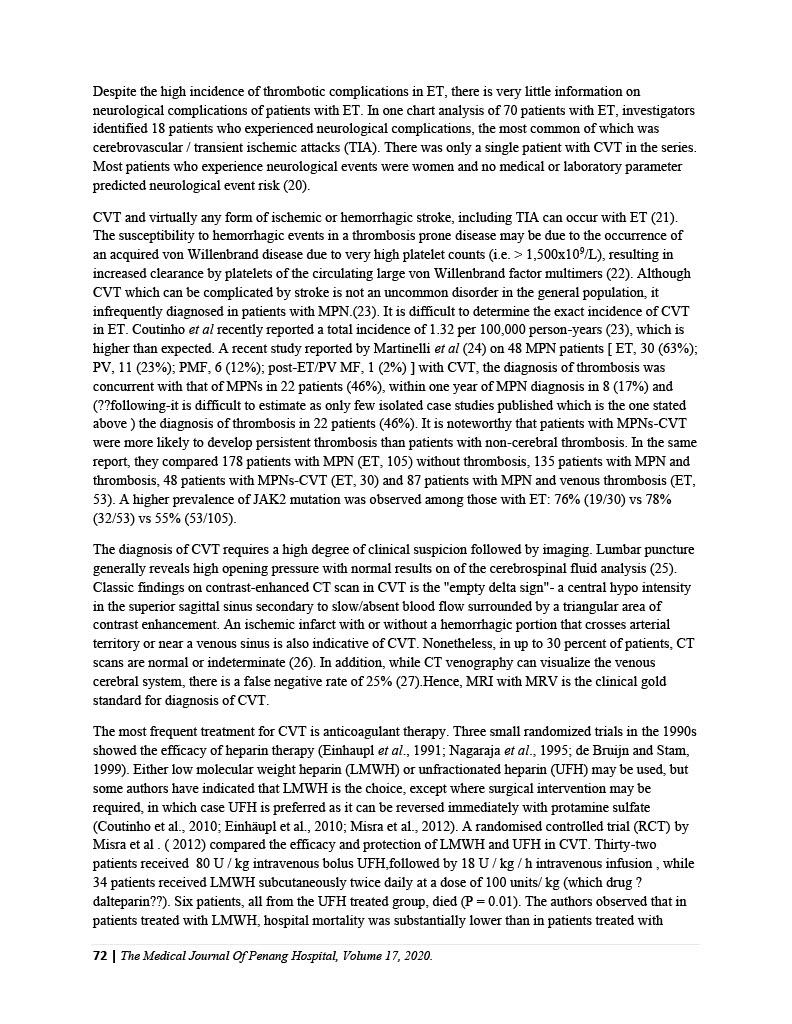 Despite the high incidence of thrombotic complications in ET, there is very little information on
neurological complications of patients with ET. In one chart analysis of 70 patients with ET, investigators
identified 18 patients who experienced neurological complications, the most common of which was
cerebrovascular / transient ischemic attacks (TIA). There was only a single patient with CVT in the series.
Most patients who experience neurological events were women and no medical or laboratory parameter
predicted neurological event risk (20).
CVT and virtually any form of ischemic or hemorrhagic stroke, including TIA can occur with ET (21).
The susceptibility to hemorrhagic events in a thrombosis prone disease may be due to the occurrence of
an acquired von Willenbrand disease due to very high platelet counts (i.e. > 1,500x10⁹/L), resulting in
increased clearance by platelets of the circulating large von Willenbrand factor multimers (22). Although
CVT which can be complicated by stroke is not an uncommon disorder in the general population, it
infrequently diagnosed in patients with MPN.(23). It is difficult to determine the exact incidence of CVT
in ET. Coutinho et al recently reported a total incidence of 1.32 per 100,000 person-years (23), which is
higher than expected. A recent study reported by Martinelli et al (24) on 48 MPN patients [ ET, 30 (63%);
PV, 11 (23%); PMF, 6 (12%); post-ET/PV MF, 1 (2%) ] with CVT, the diagnosis of thrombosis was
concurrent with that of MPNs in 22 patients (46%), within one year of MPN diagnosis in 8 (17%) and
(??following-it is difficult to estimate as only few isolated case studies published which is the one stated
above ) the diagnosis of thrombosis in 22 patients (46%). It is noteworthy that patients with MPNs-CVT
were more likely to develop persistent thrombosis than patients with non-cerebral thrombosis. In the same
report, they compared 178 patients with MPN (ET, 105) without thrombosis, 135 patients with MPN and
thrombosis, 48 patients with MPNs-CVT (ET, 30) and 87 patients with MPN and venous thrombosis (ET,
53). A higher prevalence of JAK2 mutation was observed among those with ET: 76% (19/30) vs 78%
(32/53) vs 55% (53/105).
The diagnosis of CVT requires a high degree of clinical suspicion followed by imaging. Lumbar puncture
generally reveals high opening pressure with normal results on of the cerebrospinal fluid analysis (25).
Classic findings on contrast-enhanced CT scan in CVT is the "empty delta sign"- a central hypo intensity
in the superior sagittal sinus secondary to slow/absent blood flow surrounded by a triangular area of
contrast enhancement. An ischemic infarct with or without a hemorrhagic portion that crosses arterial
territory or near a venous sinus is also indicative of CVT. Nonetheless, in up to 30 percent of patients, CT
scans are normal or indeterminate (26). In addition, while CT venography can visualize the venous
cerebral system, there is a false negative rate of 25% (27).Hence, MRI with MRV is the clinical gold
standard for diagnosis of CVT.
The most frequent treatment for CVT is anticoagulant therapy. Three small randomized trials in the 1990s
showed the efficacy of heparin therapy (Einhaupl et al., 1991; Nagaraja et al., 1995; de Bruijn and Stam,
1999). Either low molecular weight heparin (LMWH) or unfractionated heparin (UFH) may be used, but
some authors have indicated that LMWH is the choice, except where surgical intervention may be
required, in which case UFH is preferred as it can be reversed immediately with protamine sulfate
(Coutinho et al., 2010; Einhäupl et al., 2010; Misra et al., 2012). A randomised controlled trial (RCT) by
Misra et al . ( 2012) compared the efficacy and protection of LMWH and UFH in CVT. Thirty-two
patients received 80 U / kg intravenous bolus UFH,followed by 18 U / kg / h intravenous infusion , while
34 patients received LMWH subcutaneously twice daily at a dose of 100 units/ kg (which drug ?
dalteparin??). Six patients, all from the UFH treated group, died (P = 0.01). The authors observed that in
patients treated with LMWH, hospital mortality was substantially lower than in patients treated with
72 | The Medical Journal Of Penang Hospital, Volume 17, 2020.